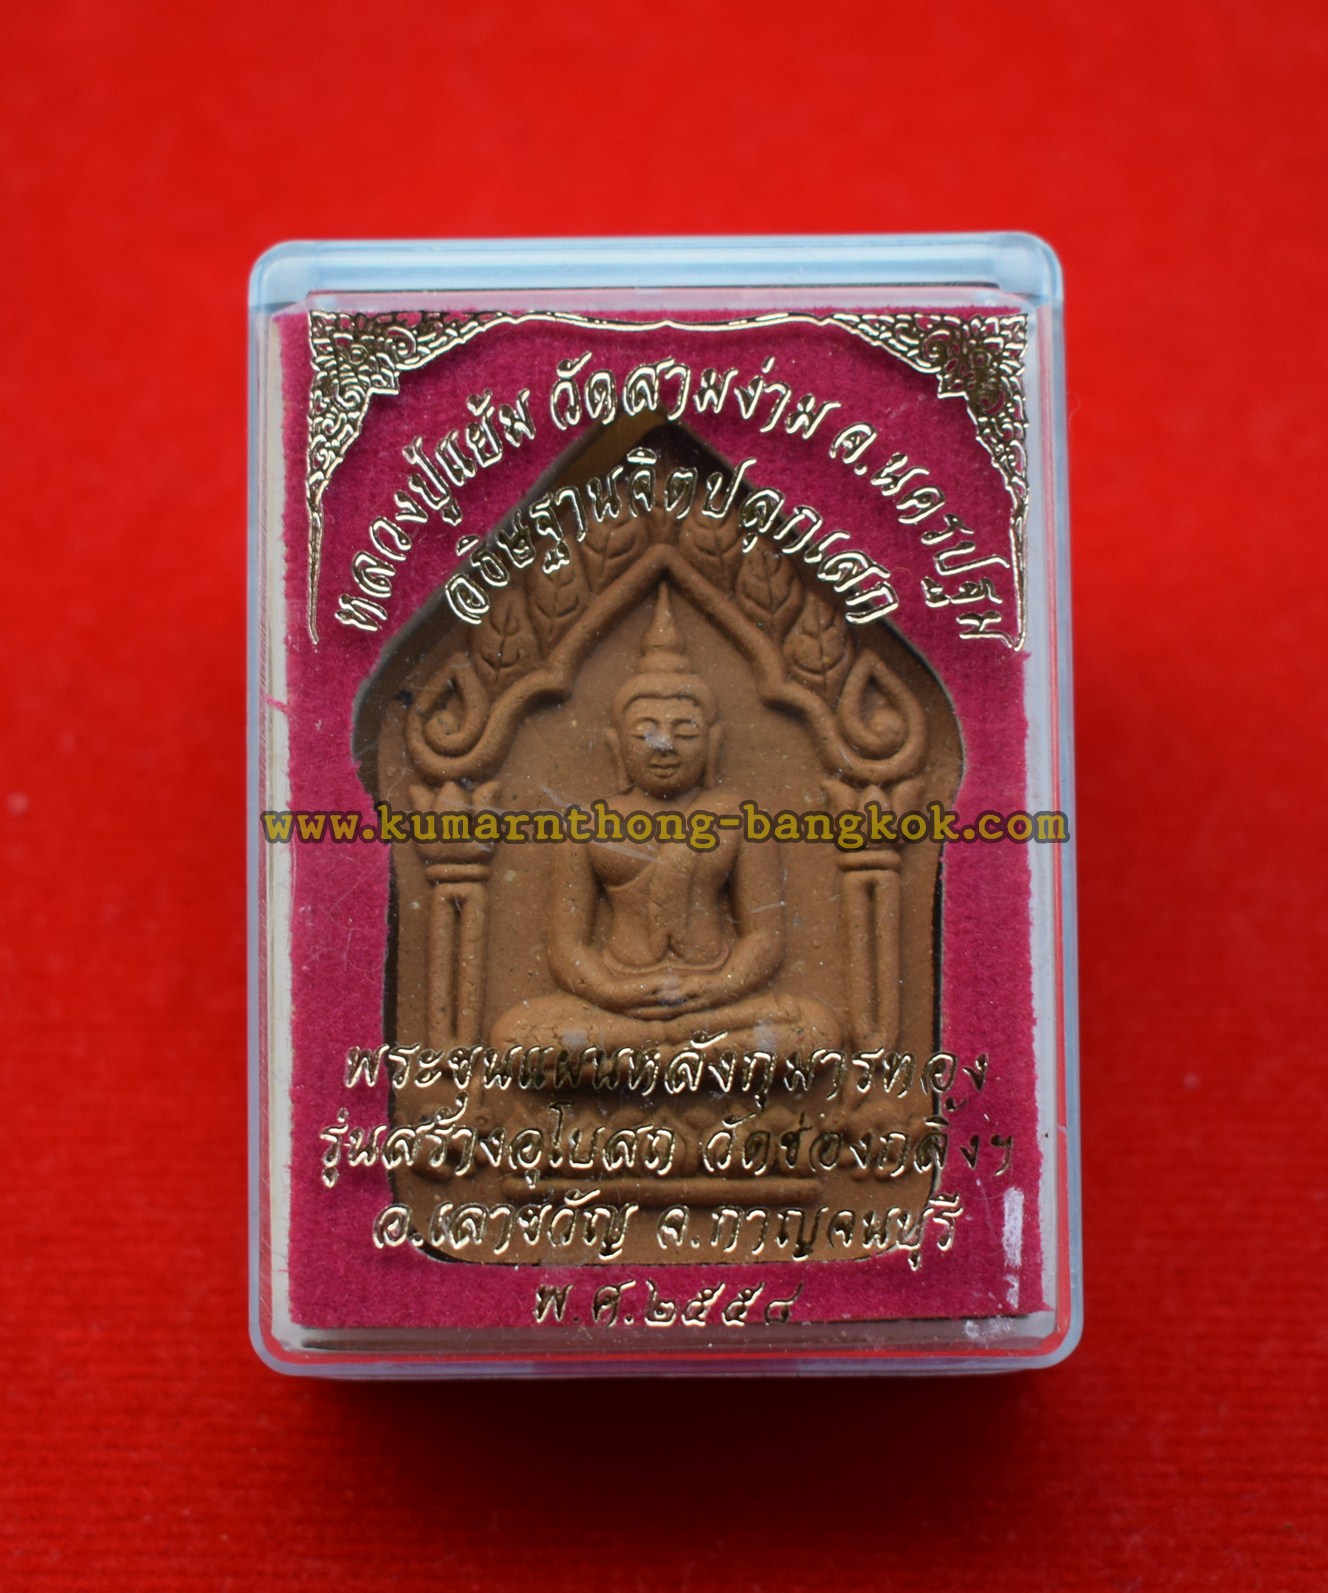 หลวงปู่แย้ม วัดสามง่าม จ.นครปฐม
อธิษฐานจิตปลุกเสก
www.kumarnthong-bangkok.com
พระขุนแผนหลังกุมารทอง
รุ่นสร้างอุโบสถ วัดช่องกลิ้งฯ
อ.เลาขวัญ จ.กาญจนบุรี
พ.ศ.๒๕๕๘